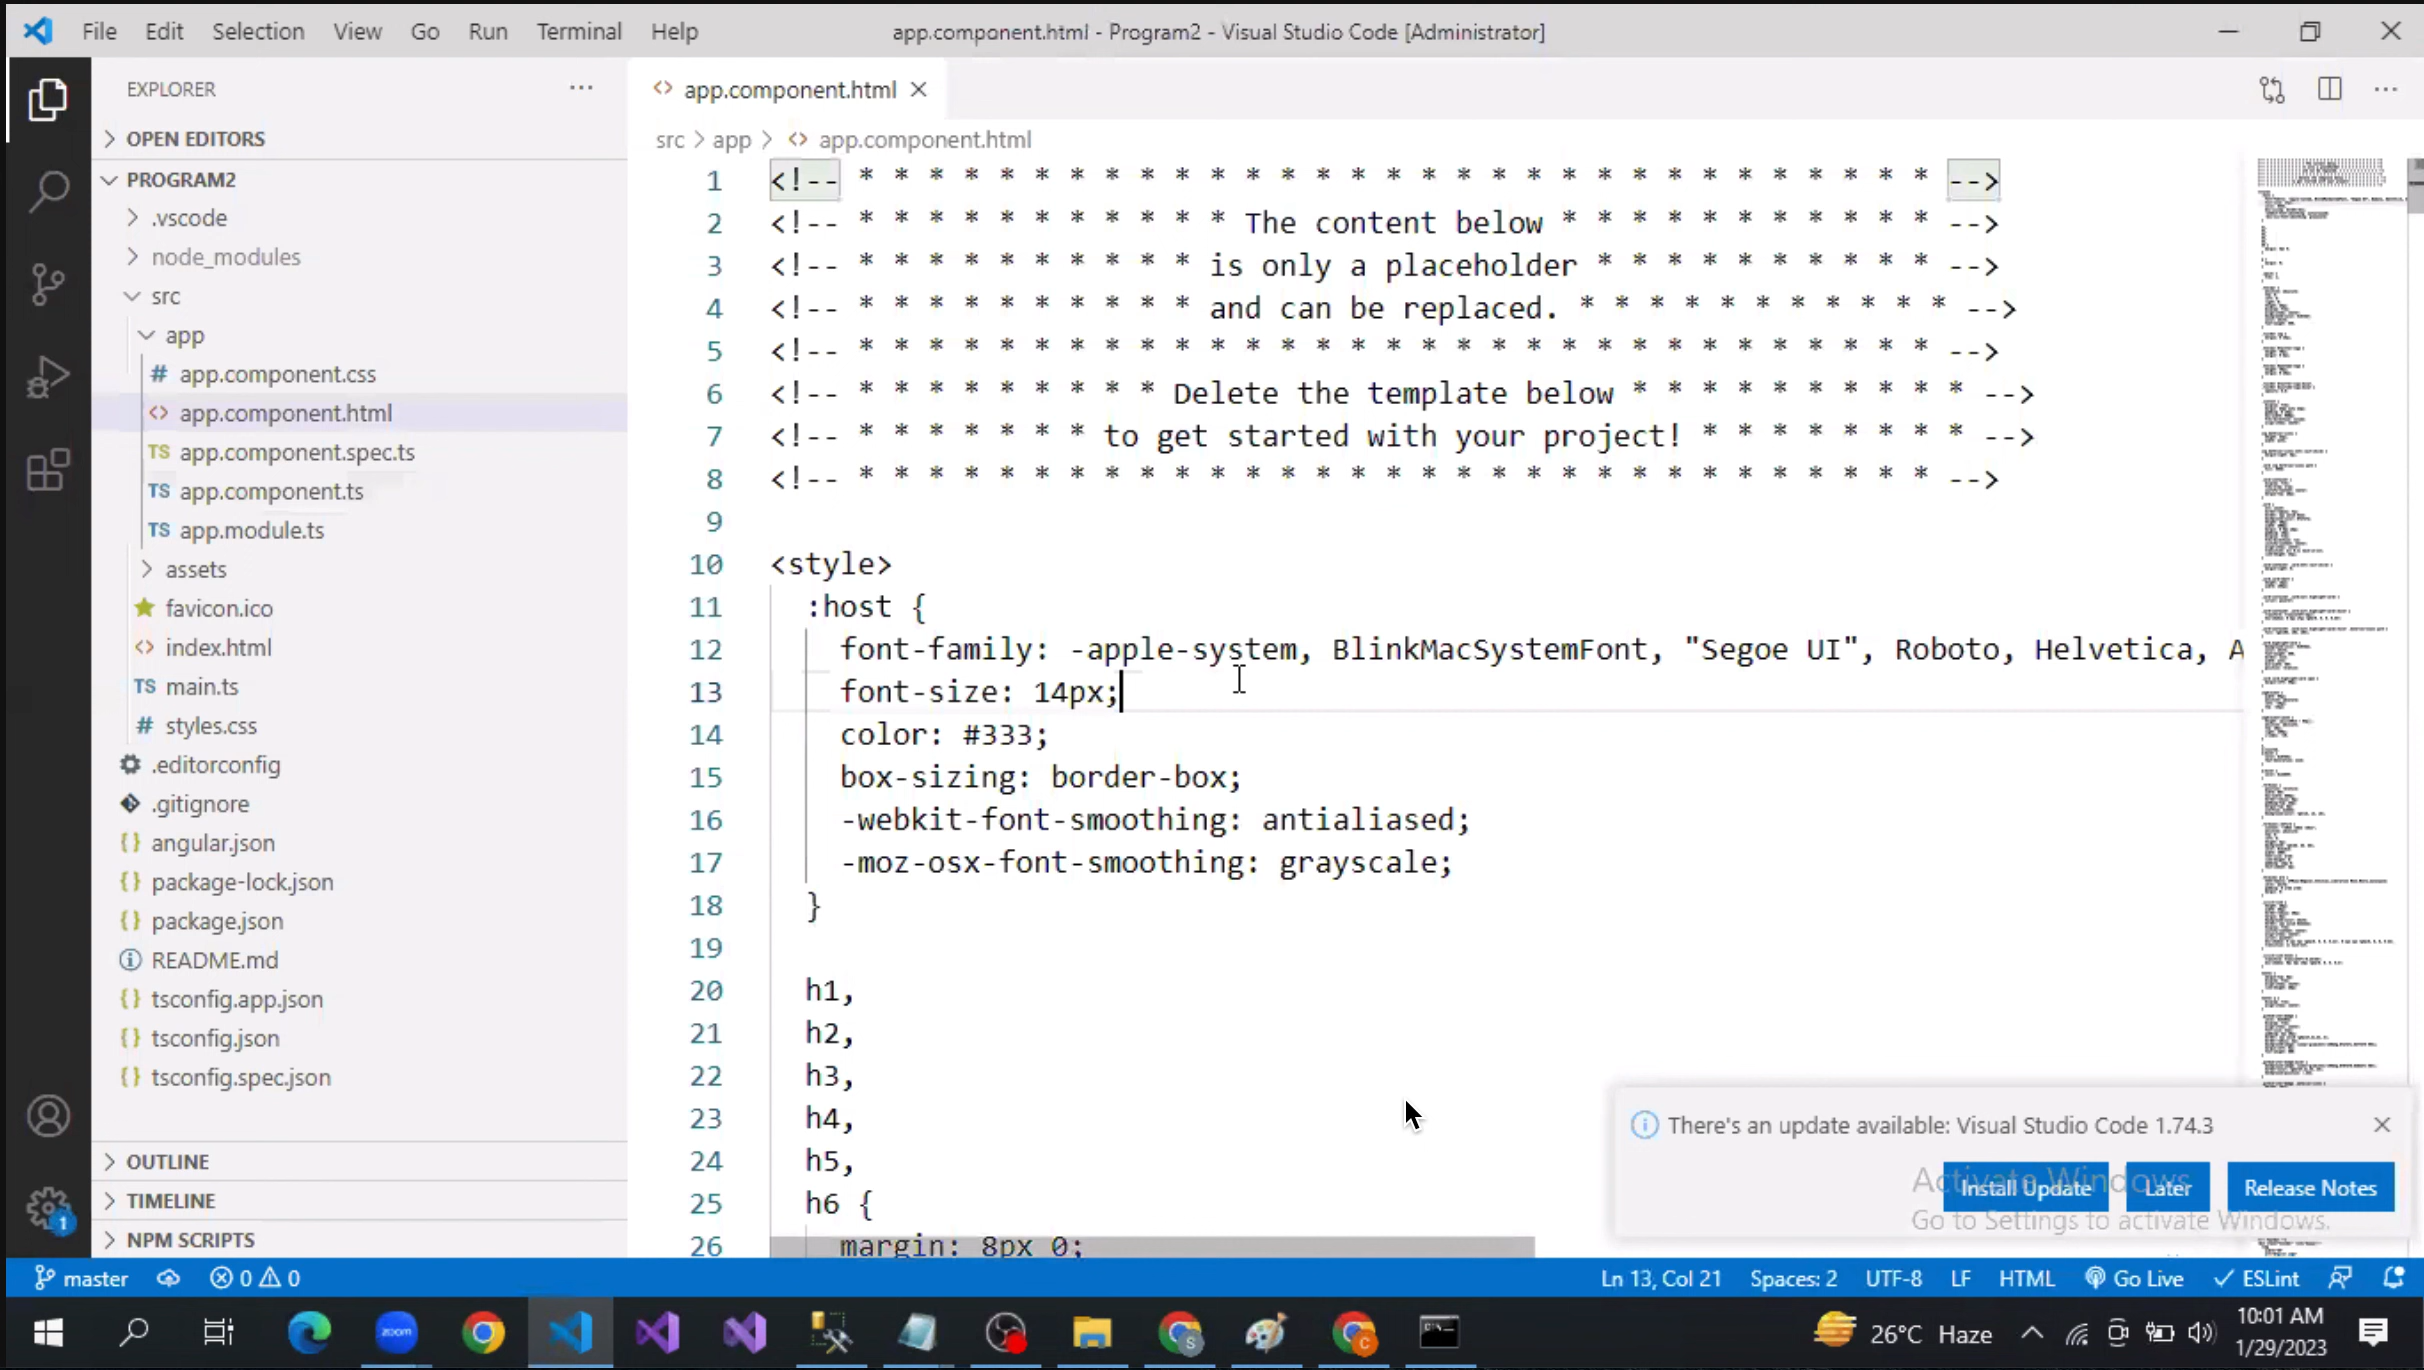 File Edit Selection View Go Run Terminal Help app.component.html - Program2 - Visual Studio Code [Administrator]
EXPLORER
OPEN EDITORS
PROGRAM2
.vscode
node_modules
src
app
# app.component.css
<> app.component.html
TS app.component.spec.ts
TS app.component.ts
TS app.module.ts
assets
favicon.ico
<> index.html
TS main.ts
# styles.css
.editorconfig
.gitignore
{} angular.json
{} package-lock.json
{} package.json
README.md
{} tsconfig.app.json
{} tsconfig.json
{} tsconfig.spec.json
OUTLINE
TIMELINE
NPM SCRIPTS
<> app.component.html
src > app > <> app.component.html
1 <!-- * * * * * * * * * * * * * * * * * * * * * * * * * * * * * * * -->
2 <!-- * * * * * * * * * * * The content below * * * * * * * * * * * -->
3 <!-- * * * * * * * * * * is only a placeholder * * * * * * * * * * -->
4 <!-- * * * * * * * * * * and can be replaced. * * * * * * * * * * * -->
5 <!-- * * * * * * * * * * * * * * * * * * * * * * * * * * * * * * * -->
6 <!-- * * * * * * * * * Delete the template below * * * * * * * * * * -->
7 <!-- * * * * * * * to get started with your project! * * * * * * * * -->
8 <!-- * * * * * * * * * * * * * * * * * * * * * * * * * * * * * * * -->
9
10 <style>
11 :host {
12 font-family: -apple-system, BlinkMacSystemFont, "Segoe UI", Roboto, Helvetica, A
13 font-size: 14px;
14 color: #333;
15 box-sizing: border-box;
16 -webkit-font-smoothing: antialiased;
17 -moz-osx-font-smoothing: grayscale;
18 }
19
20 h1,
21 h2,
22 h3,
23 h4,
24 h5,
25 h6 {
26 margin: 8px 0;
There's an update available: Visual Studio Code 1.74.3
Install Update Later Release Notes
Activate Windows
Go to Settings to activate Windows.
1
master 0 0 Ln 13, Col 21 Spaces: 2 UTF-8 LF HTML Go Live ESLint
zoom S C 26°C Haze
10:01 AM
1/29/2023